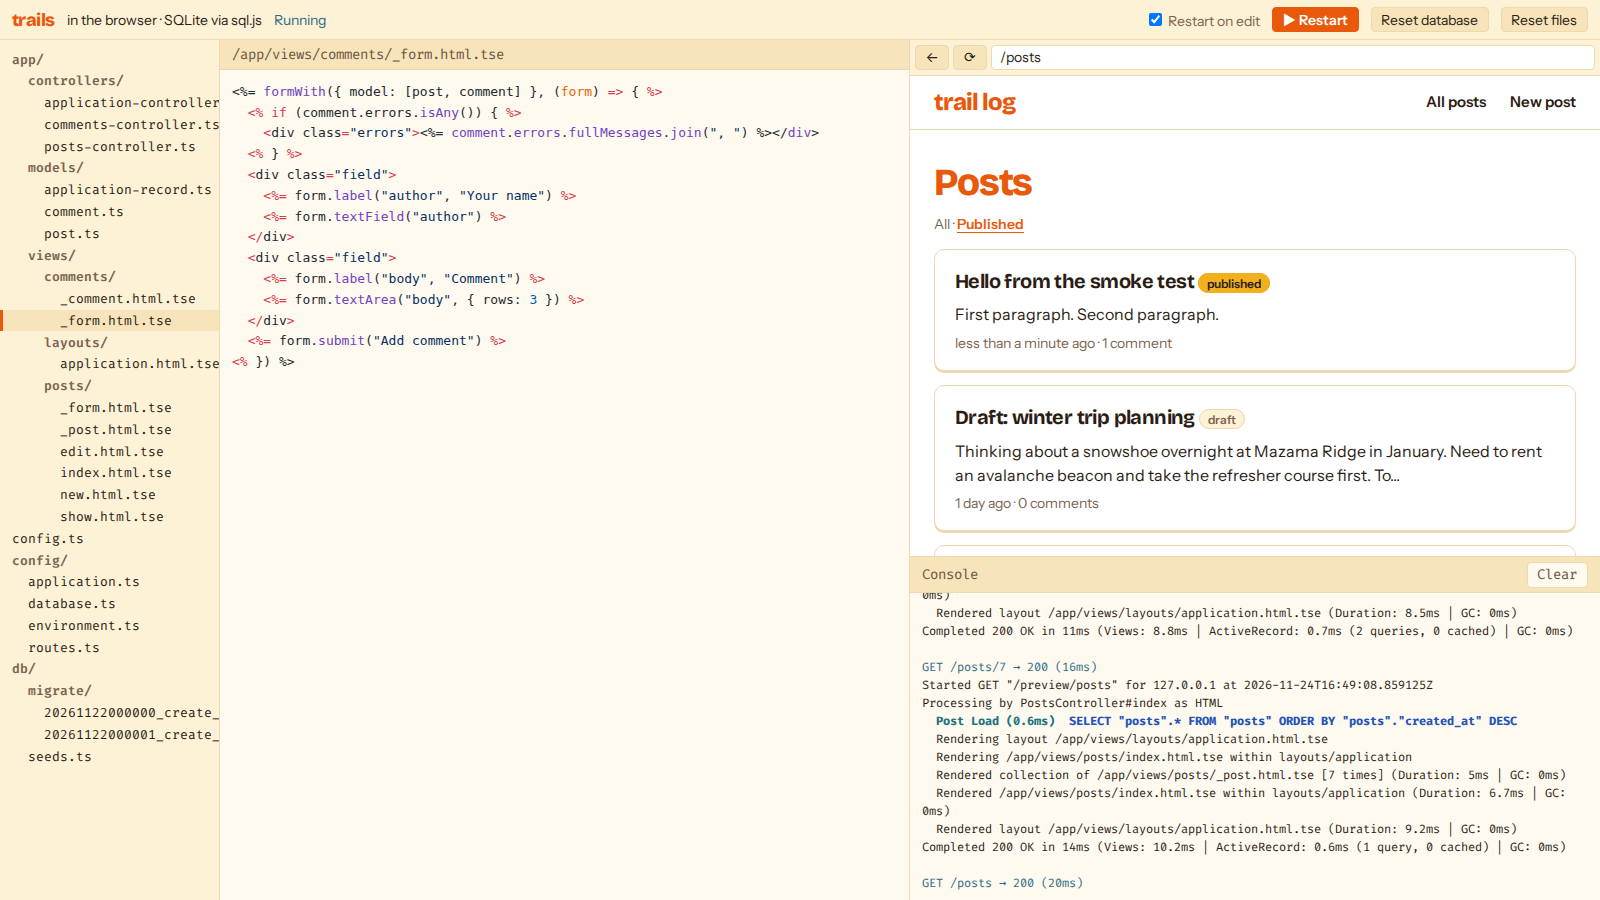 trails in the browser · SQLite via sql.js Running
Restart on edit ▶ Restart Reset database Reset files
app/
controllers/
application-controller
comments-controller.ts
posts-controller.ts
models/
application-record.ts
comment.ts
post.ts
views/
comments/
_comment.html.tse
_form.html.tse
layouts/
application.html.tse
posts/
_form.html.tse
_post.html.tse
edit.html.tse
index.html.tse
new.html.tse
show.html.tse
config.ts
config/
application.ts
database.ts
environment.ts
routes.ts
db/
migrate/
20261122000000_create_
20261122000001_create_
seeds.ts
/app/views/comments/_form.html.tse
<%= formWith({ model: [post, comment] }, (form) => { %>
<% if (comment.errors.isAny()) { %>
<div class="errors"><%= comment.errors.fullMessages.join(", ") %></div>
<% } %>
<div class="field">
<%= form.label("author", "Your name") %>
<%= form.textField("author") %>
</div>
<div class="field">
<%= form.label("body", "Comment") %>
<%= form.textArea("body", { rows: 3 }) %>
</div>
<%= form.submit("Add comment") %>
<% }) %>
← ⟳ /posts
trail log All posts New post
Posts
All · Published
Hello from the smoke test published
First paragraph. Second paragraph.
less than a minute ago · 1 comment
Draft: winter trip planning draft
Thinking about a snowshoe overnight at Mazama Ridge in January. Need to rent
an avalanche beacon and take the refresher course first. To...
1 day ago · 0 comments
Console Clear
0ms)
Rendered layout /app/views/layouts/application.html.tse (Duration: 8.5ms | GC: 0ms)
Completed 200 OK in 11ms (Views: 8.8ms | ActiveRecord: 0.7ms (2 queries, 0 cached) | GC: 0ms)
GET /posts/7 → 200 (16ms)
Started GET "/preview/posts" for 127.0.0.1 at 2026-11-24T16:49:08.859125Z
Processing by PostsController#index as HTML
Post Load (0.6ms) SELECT "posts".* FROM "posts" ORDER BY "posts"."created_at" DESC
Rendering layout /app/views/layouts/application.html.tse
Rendering /app/views/posts/index.html.tse within layouts/application
Rendered collection of /app/views/posts/_post.html.tse [7 times] (Duration: 5ms | GC: 0ms)
Rendered /app/views/posts/index.html.tse within layouts/application (Duration: 6.7ms | GC:
0ms)
Rendered layout /app/views/layouts/application.html.tse (Duration: 9.2ms | GC: 0ms)
Completed 200 OK in 14ms (Views: 10.2ms | ActiveRecord: 0.6ms (1 query, 0 cached) | GC: 0ms)
GET /posts → 200 (20ms)